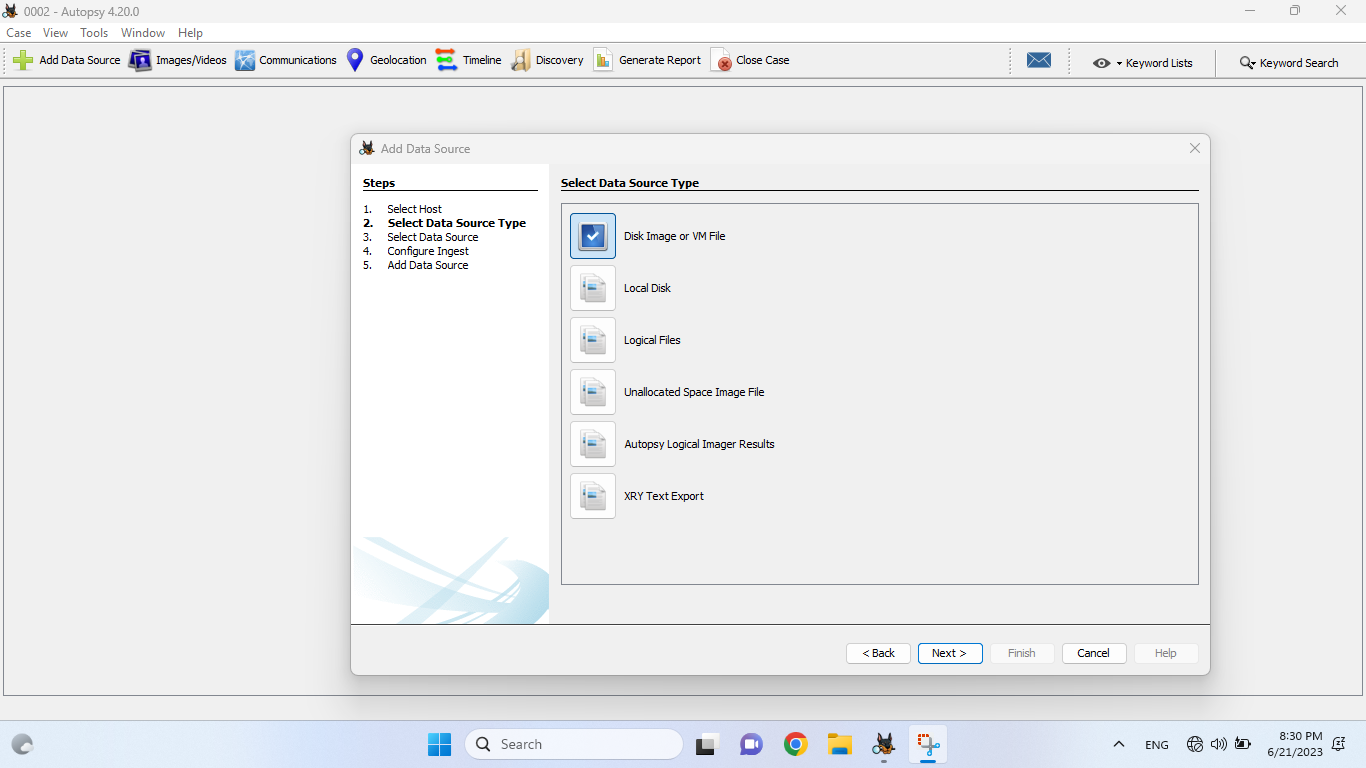 0002 - Autopsy 4.20.0
Case View Tools Window Help
Add Data Source Images/Videos Communications Geolocation Timeline Discovery Generate Report Close Case Keyword Lists Keyword Search
Add Data Source
Steps
1. Select Host
2. Select Data Source Type
3. Select Data Source
4. Configure Ingest
5. Add Data Source
Select Data Source Type
Disk Image or VM File
Local Disk
Logical Files
Unallocated Space Image File
Autopsy Logical Imager Results
XRY Text Export
< Back Next > Finish Cancel Help
Search
ENG
8:30 PM
6/21/2023